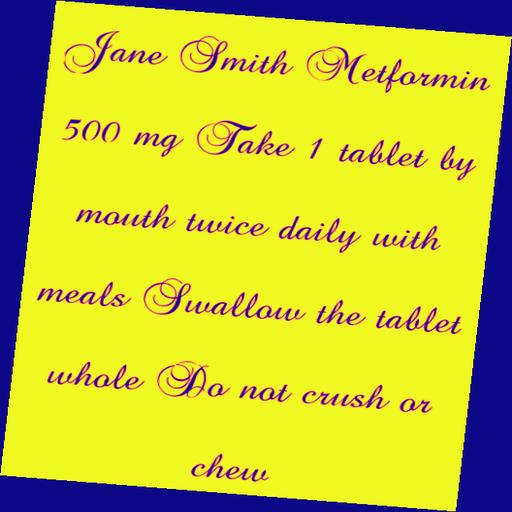 Jane Smith Metformin
500 mg Take 1 tablet by
mouth twice daily with
meals Swallow the tablet
whole Do not crush or
chew